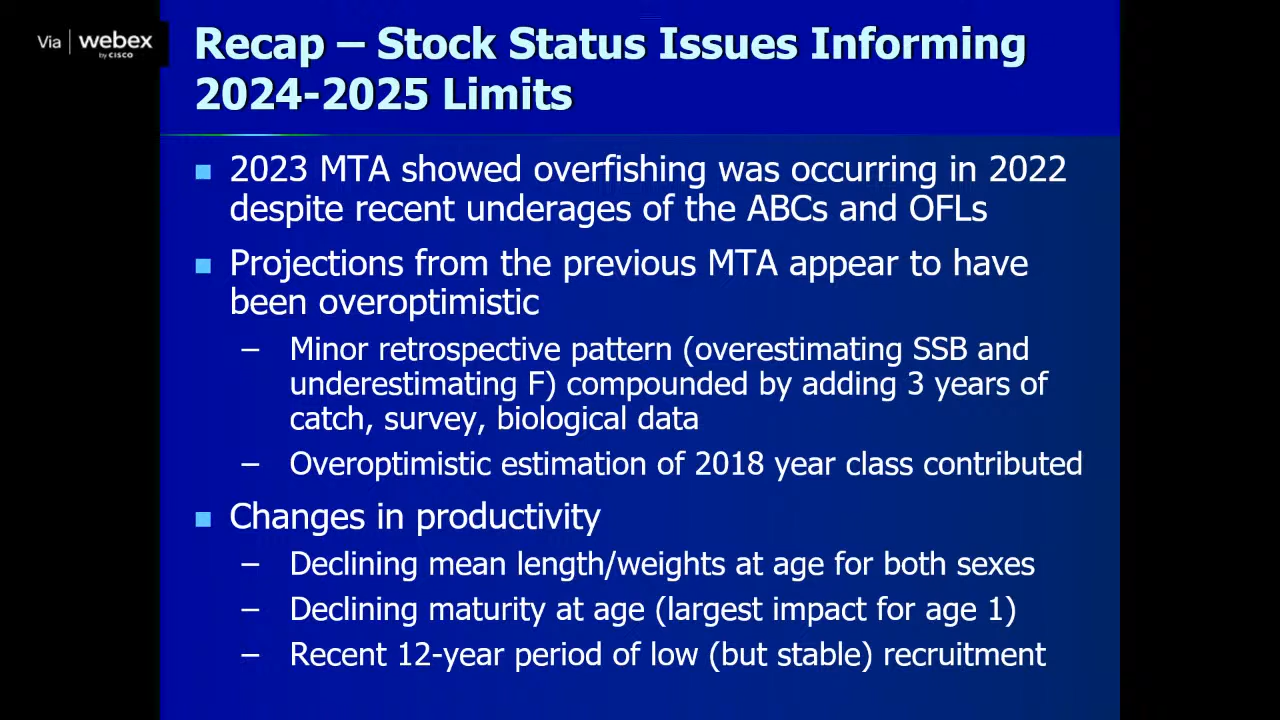 Via | webex
by CISCO
Recap – Stock Status Issues Informing
2024-2025 Limits
2023 MTA showed overfishing was occurring in 2022
despite recent underages of the ABCs and OFLs
Projections from the previous MTA appear to have
been overoptimistic
– Minor retrospective pattern (overestimating SSB and
underestimating F) compounded by adding 3 years of
catch, survey, biological data
– Overoptimistic estimation of 2018 year class contributed
Changes in productivity
– Declining mean length/weights at age for both sexes
– Declining maturity at age (largest impact for age 1)
– Recent 12-year period of low (but stable) recruitment